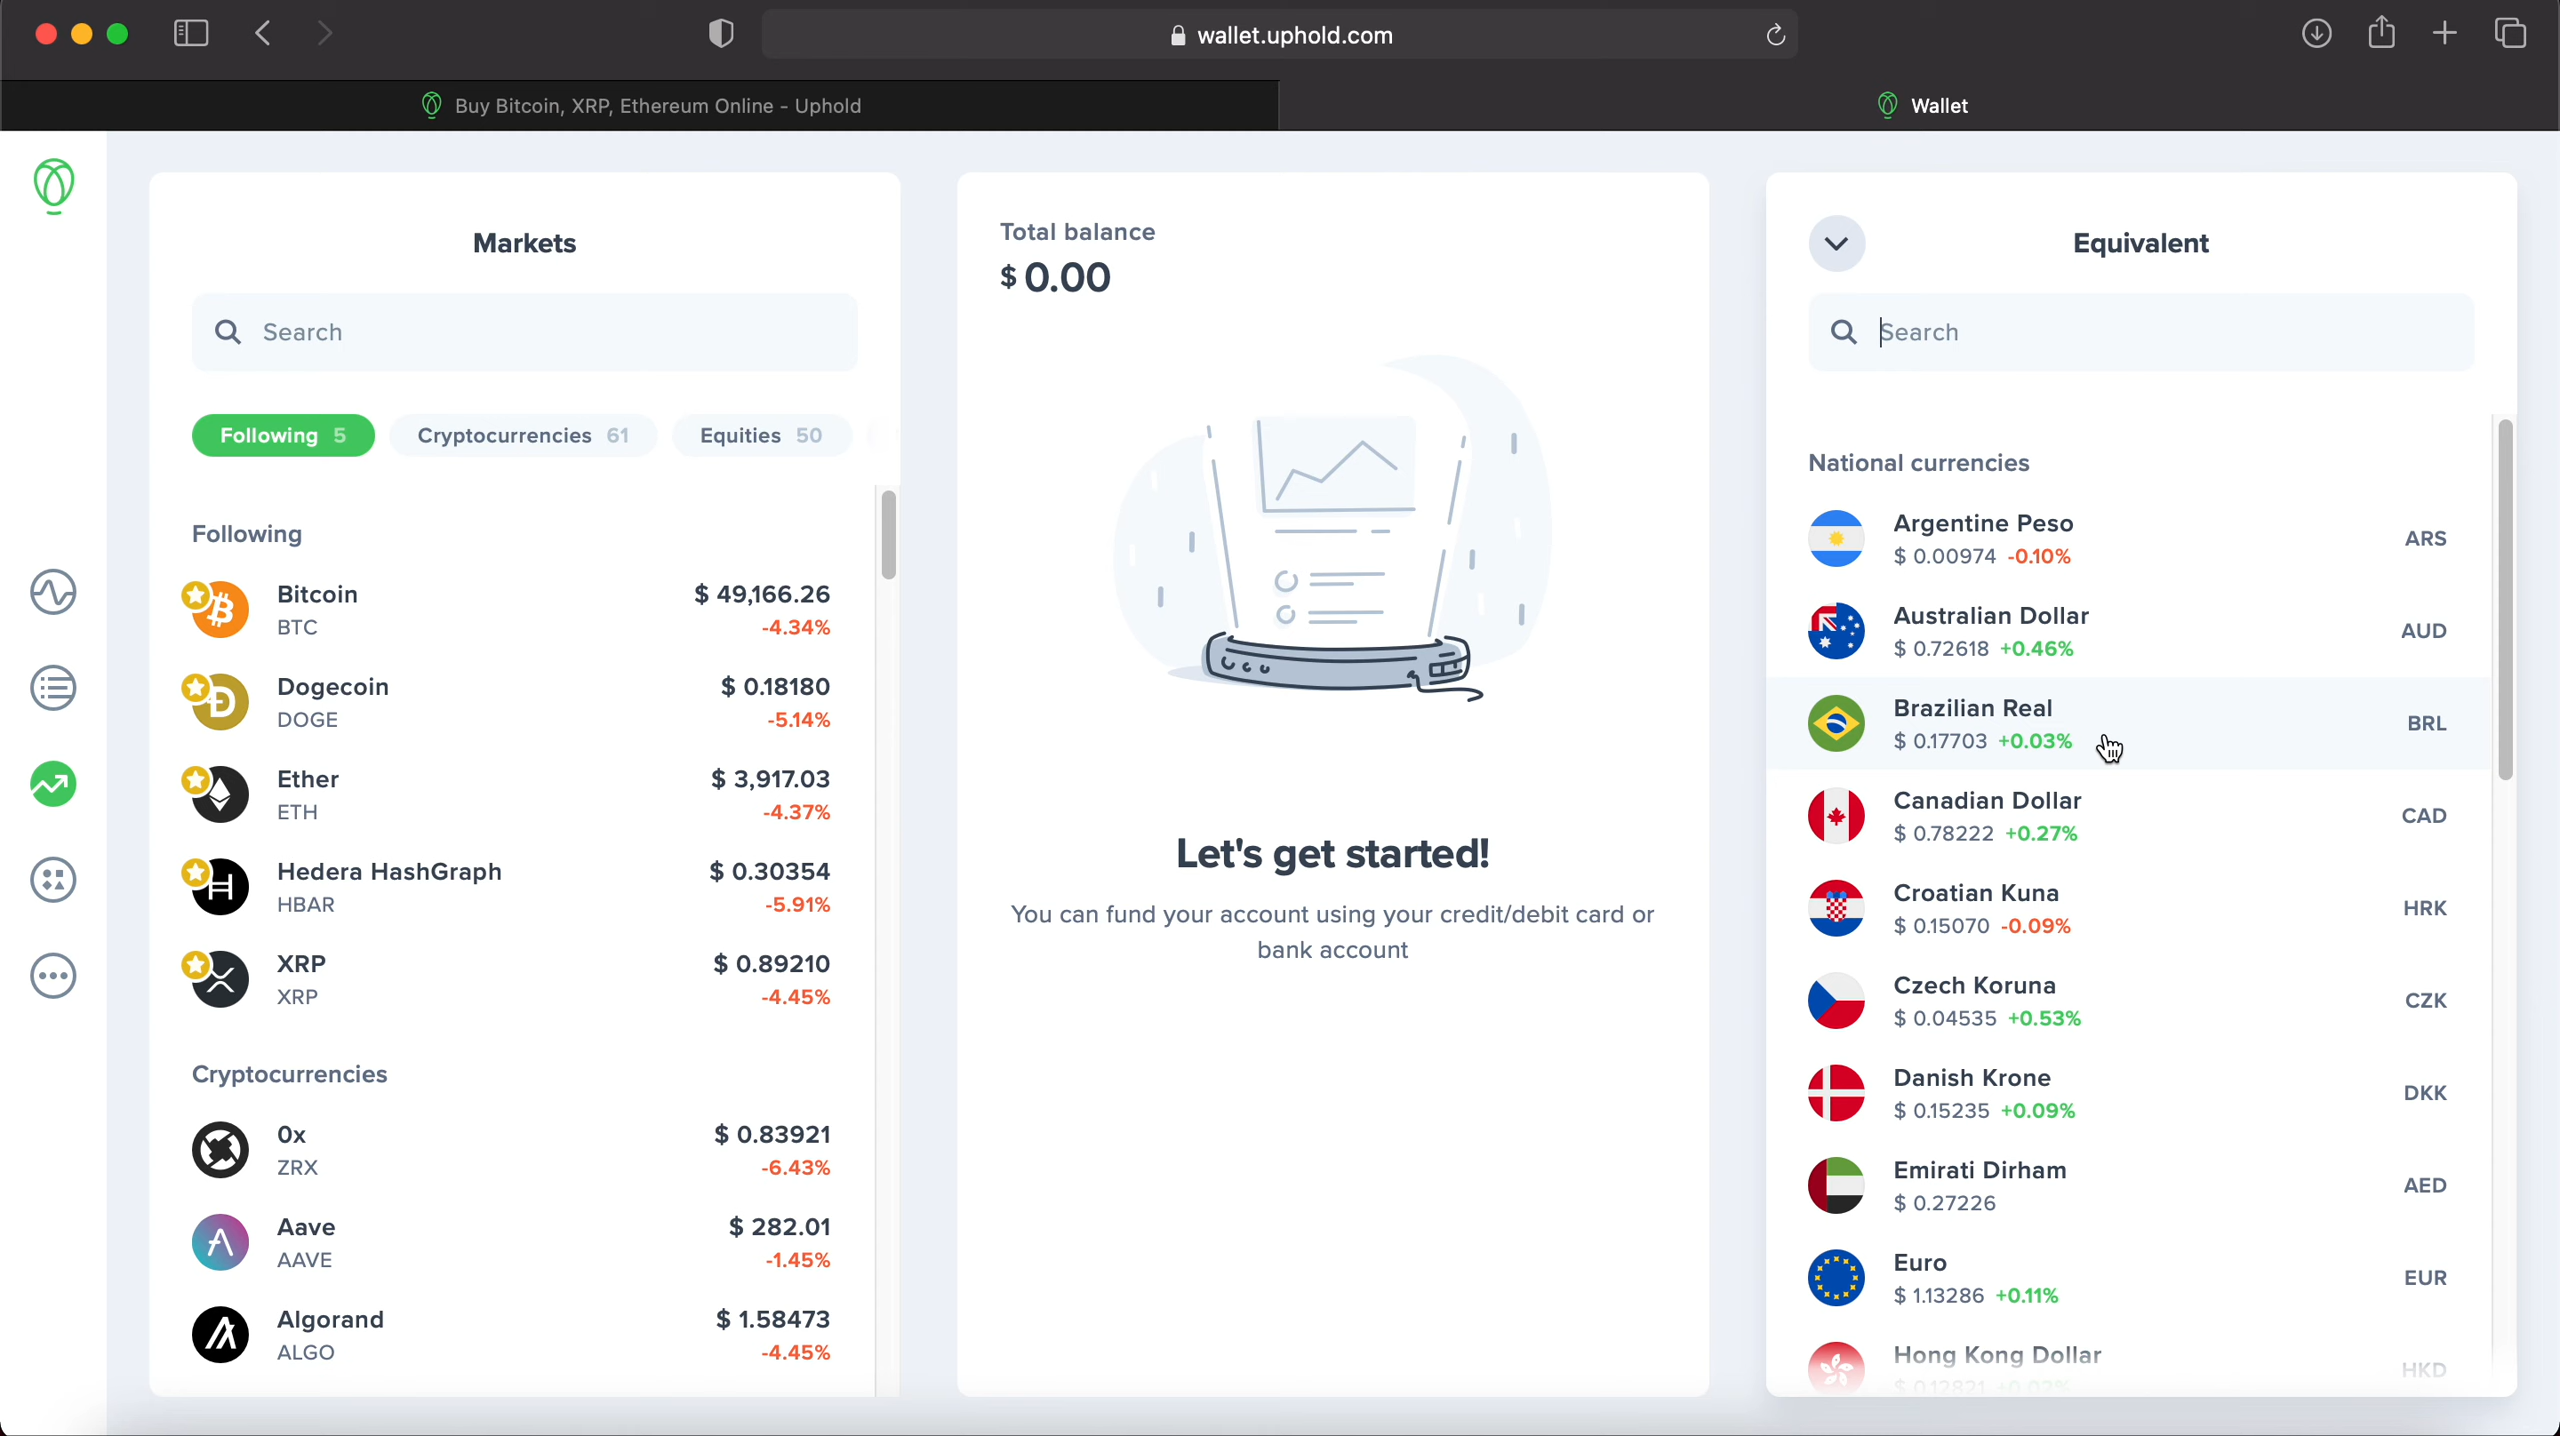 wallet.uphold.com
Buy Bitcoin, XRP, Ethereum Online - Uphold
Wallet
Markets
Search
Following 5
Cryptocurrencies 61
Equities 50
Following
Bitcoin
$ 49,166.26
BTC
-4.34%
Dogecoin
$ 0.18180
DOGE
-5.14%
Ether
$ 3,917.03
ETH
-4.37%
Hedera HashGraph
$ 0.30354
HBAR
-5.91%
XRP
$ 0.89210
XRP
-4.45%
Cryptocurrencies
0x
$ 0.83921
ZRX
-6.43%
Aave
$ 282.01
AAVE
-1.45%
Algorand
$ 1.58473
ALGO
-4.45%
Total balance
$ 0.00
Let's get started!
You can fund your account using your credit/debit card or
bank account
Equivalent
Search
National currencies
Argentine Peso
$ 0.00974 -0.10%
ARS
Australian Dollar
$ 0.72618 +0.46%
AUD
Brazilian Real
$ 0.17703 +0.03%
BRL
Canadian Dollar
$ 0.78222 +0.27%
CAD
Croatian Kuna
$ 0.15070 -0.09%
HRK
Czech Koruna
$ 0.04535 +0.53%
CZK
Danish Krone
$ 0.15235 +0.09%
DKK
Emirati Dirham
$ 0.27226
AED
Euro
$ 1.13286 +0.11%
EUR
Hong Kong Dollar
HKD